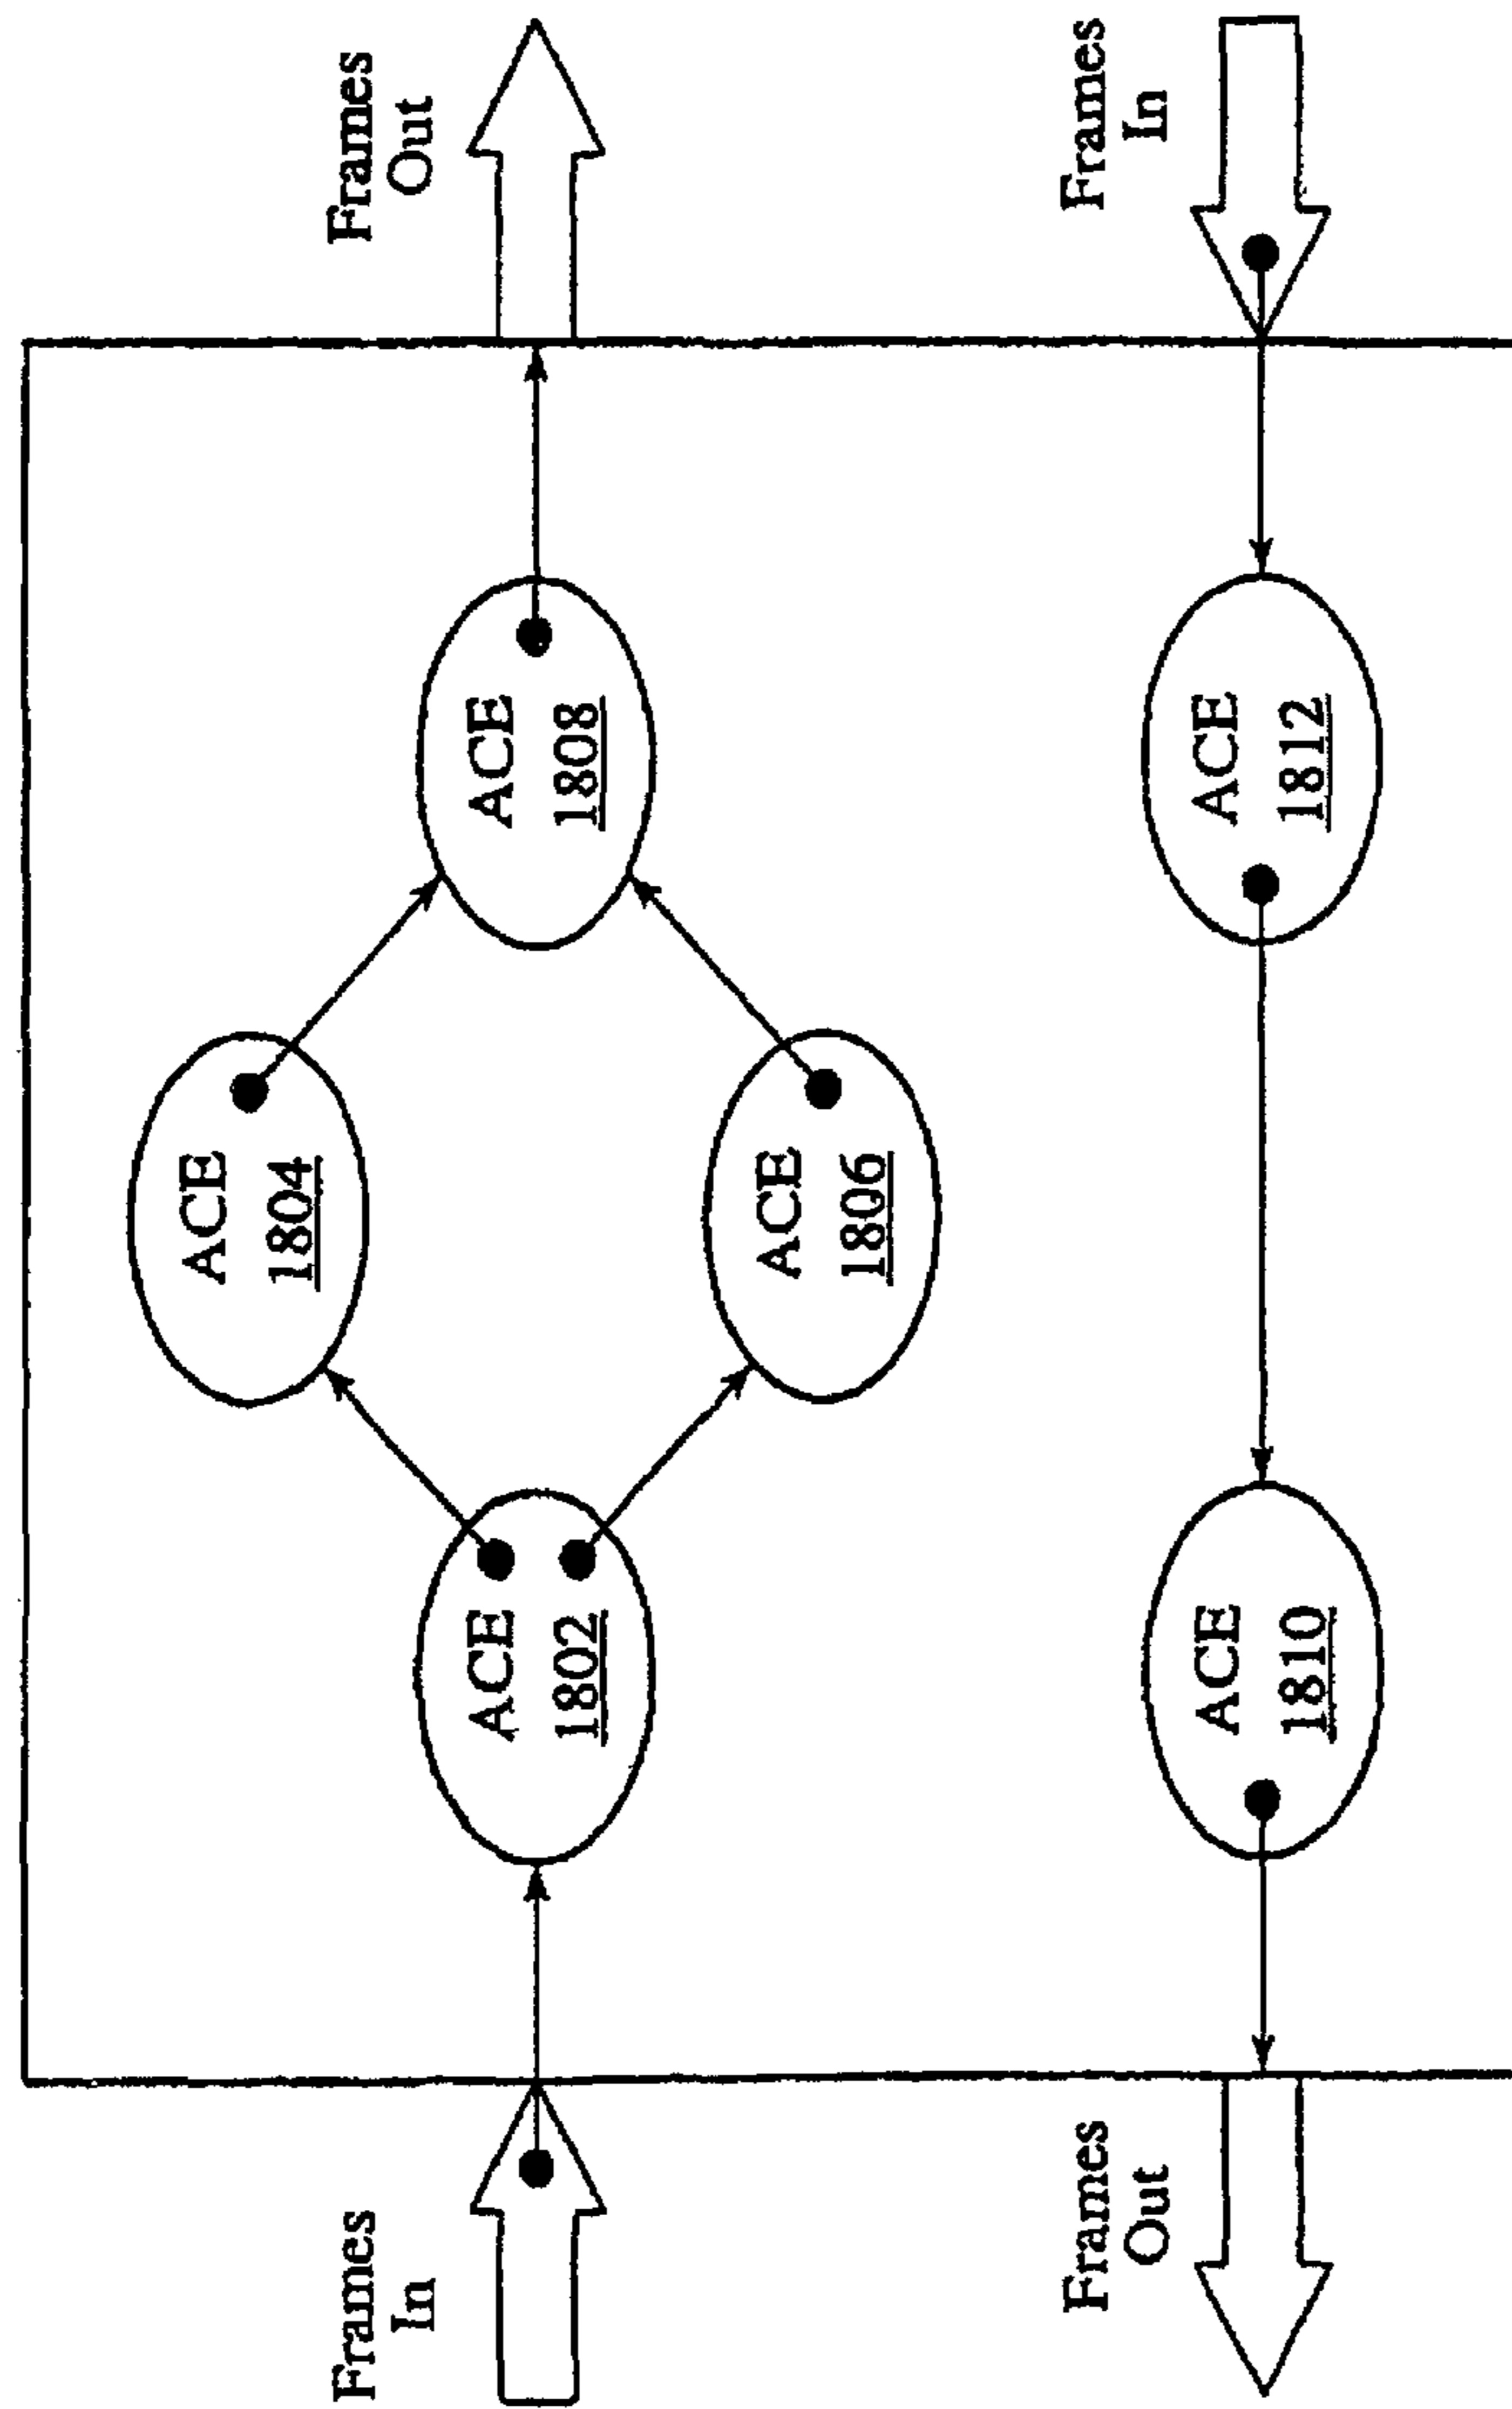 Frames
In
ACE
1802
ACE
1804
ACE
1806
ACE
1808
Frames
Out
Frames
Out
ACE
1810
ACE
1812
Frames
In